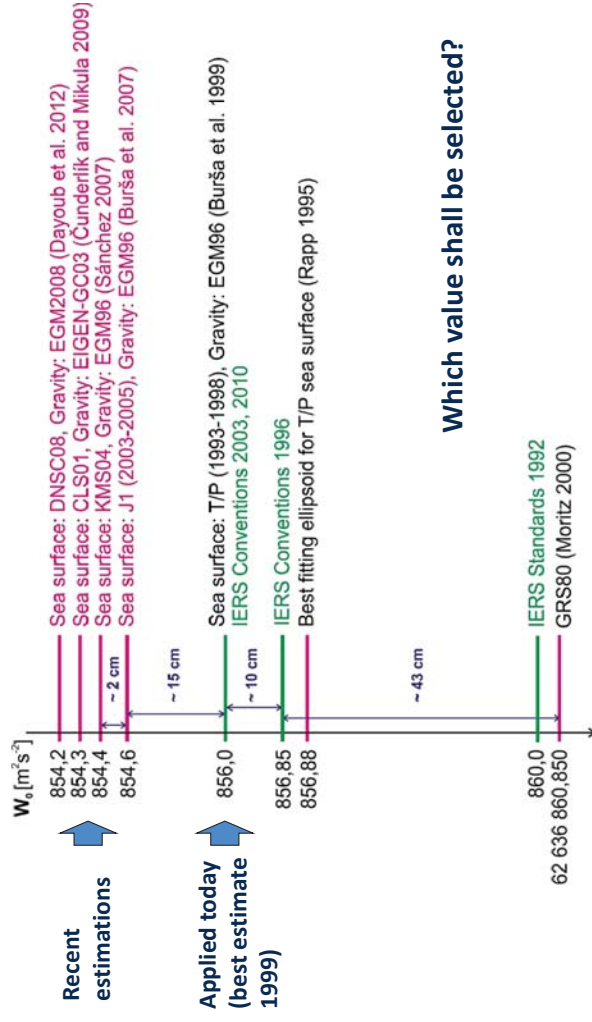 W₀ [m²s⁻²]
Recent
estimations
854,2 Sea surface: DNSC08, Gravity: EGM2008 (Dayoub et al. 2012)
854,3 Sea surface: CLS01, Gravity: EIGEN-GC03 (Čunderlík and Mikula 2009)
854,4 Sea surface: KMS04, Gravity: EGM96 (Sánchez 2007)
~ 2 cm
854,6 Sea surface: J1 (2003-2005), Gravity: EGM96 (Burša et al. 2007)
~ 15 cm
Applied today
(best estimate
1999)
856,0 Sea surface: T/P (1993-1998), Gravity: EGM96 (Burša et al. 1999)
IERS Conventions 2003, 2010
~ 10 cm
856,85 IERS Conventions 1996
856,88 Best fitting ellipsoid for T/P sea surface (Rapp 1995)
~ 43 cm
860,0 IERS Standards 1992
62 636 860,850 GRS80 (Moritz 2000)
Which value shall be selected?